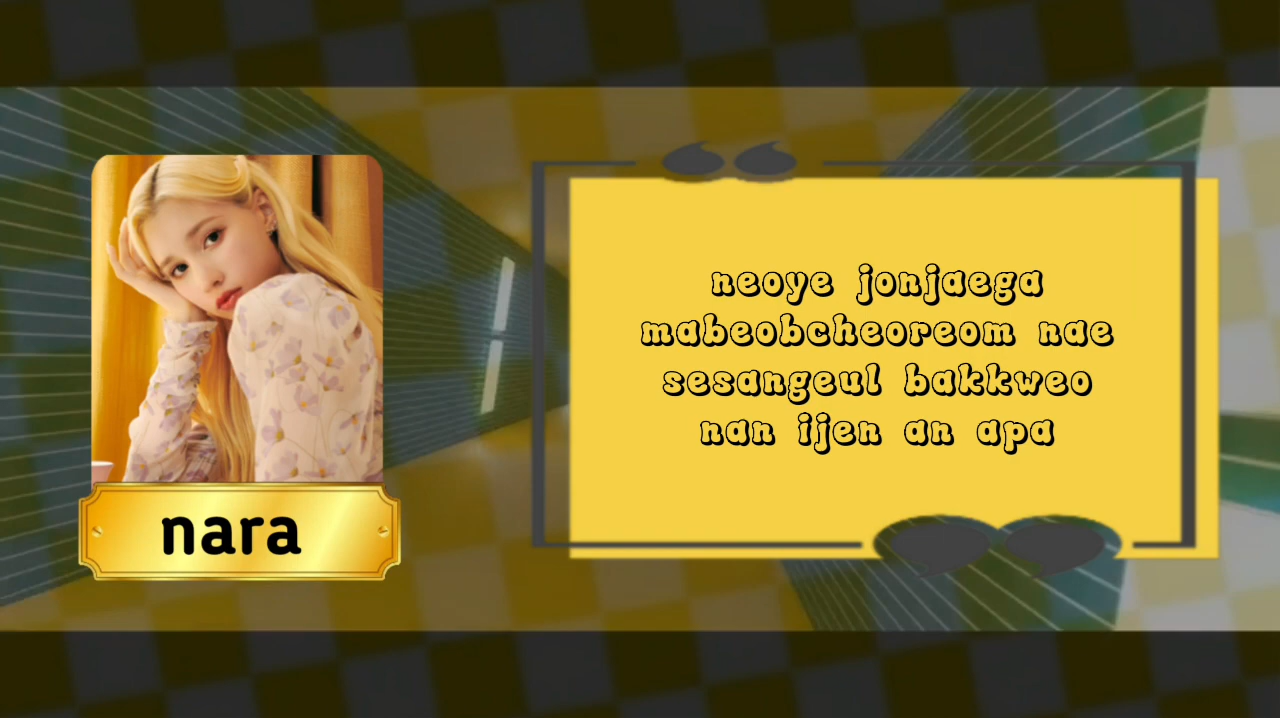 nara
neoye jonjaega
mabeobcheoreom nae
sesangeul bakkweo
nan ijen an apa